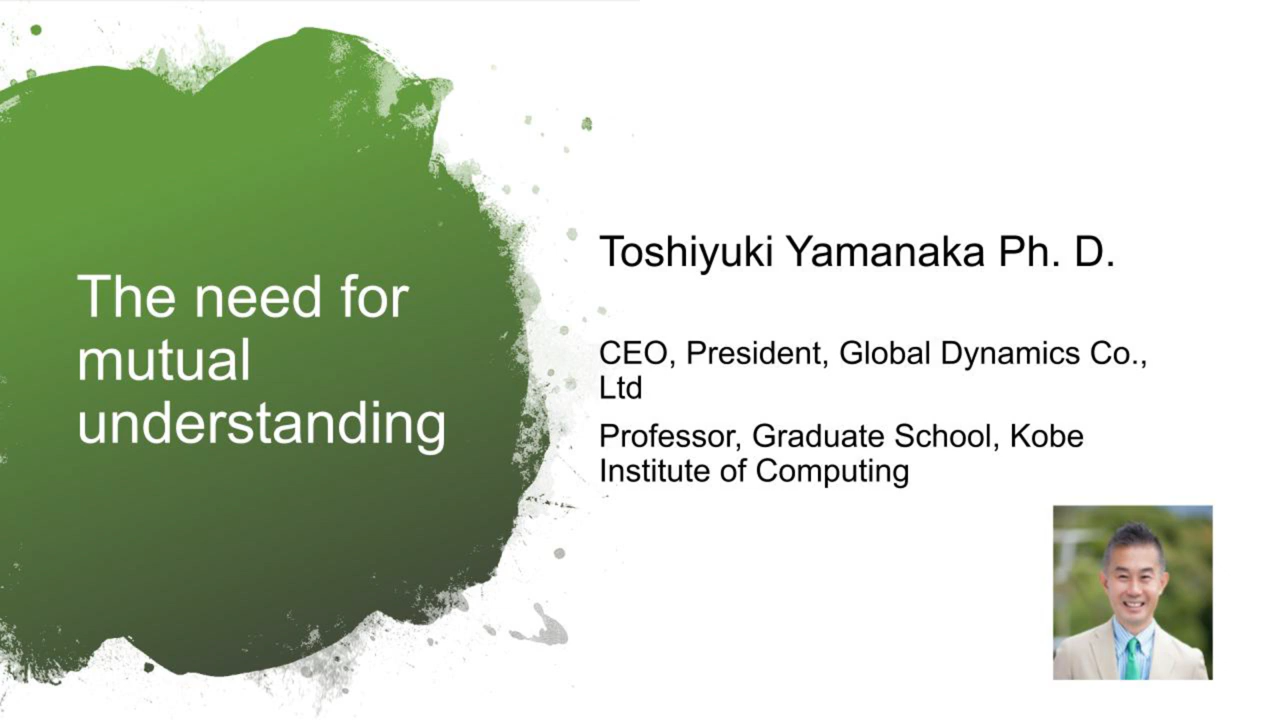 The need for
mutual
understanding
Toshiyuki Yamanaka Ph. D.
CEO, President, Global Dynamics Co.,
Ltd
Professor, Graduate School, Kobe
Institute of Computing